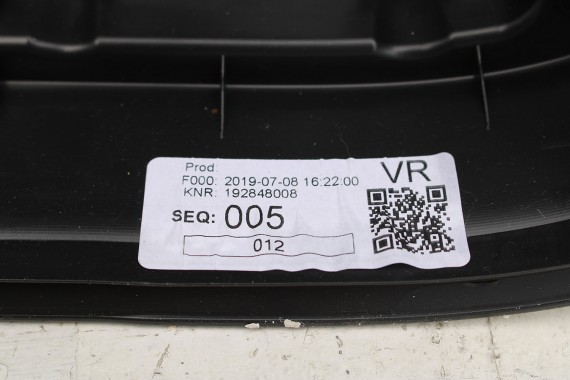 Prod:
VR
F000: 2019-07-08 16:22:00
KNR: 192848008
SEQ: 005
012